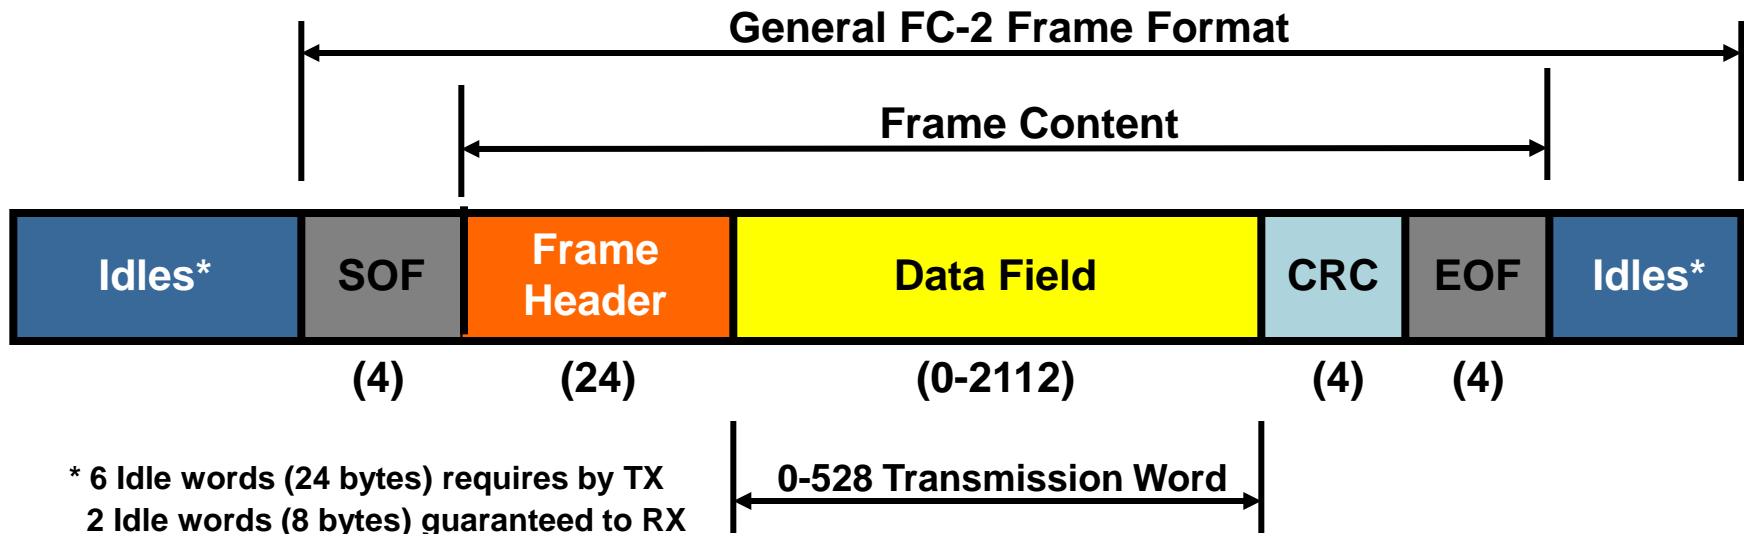 General FC-2 Frame Format
Frame Content
Idles*
SOF
Frame
Header
Data Field
CRC
EOF
Idles*
(4)
(24)
(0-2112)
(4)
(4)
* 6 Idle words (24 bytes) requires by TX
2 Idle words (8 bytes) guaranteed to RX
0-528 Transmission Word